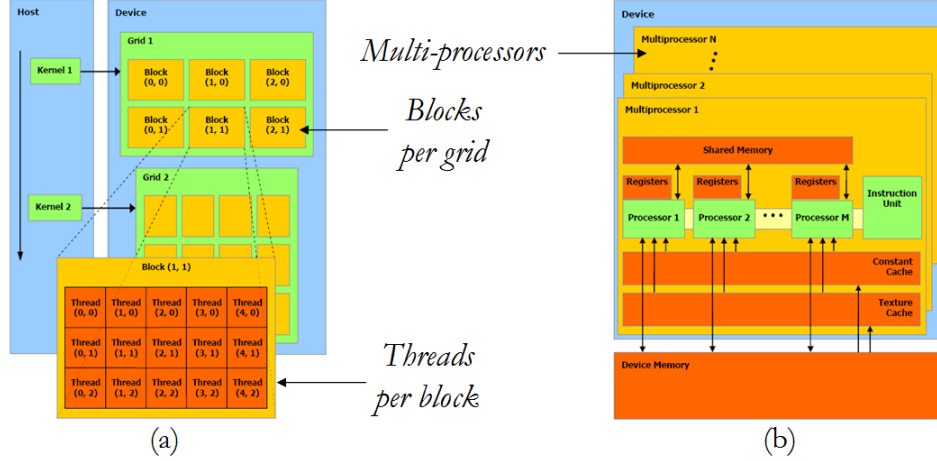 Host
Device
Grid 1
Kernel 1
Block
(0, 0)
Block
(1, 0)
Block
(2, 0)
Block
(0, 1)
Block
(1, 1)
Block
(2, 1)
Grid 2
Kernel 2
Block (1, 1)
Thread
(0, 0)
Thread
(1, 0)
Thread
(2, 0)
Thread
(3, 0)
Thread
(4, 0)
Thread
(0, 1)
Thread
(1, 1)
Thread
(2, 1)
Thread
(3, 1)
Thread
(4, 1)
Thread
(0, 2)
Thread
(1, 2)
Thread
(2, 2)
Thread
(3, 2)
Thread
(4, 2)
Multi-processors
Blocks
per grid
Threads
per block
(a)
Device
Multiprocessor N
Multiprocessor 2
Multiprocessor 1
Shared Memory
Registers
Registers
Registers
Processor 1
Processor 2
Processor M
Instruction
Unit
Constant
Cache
Texture
Cache
Device Memory
(b)